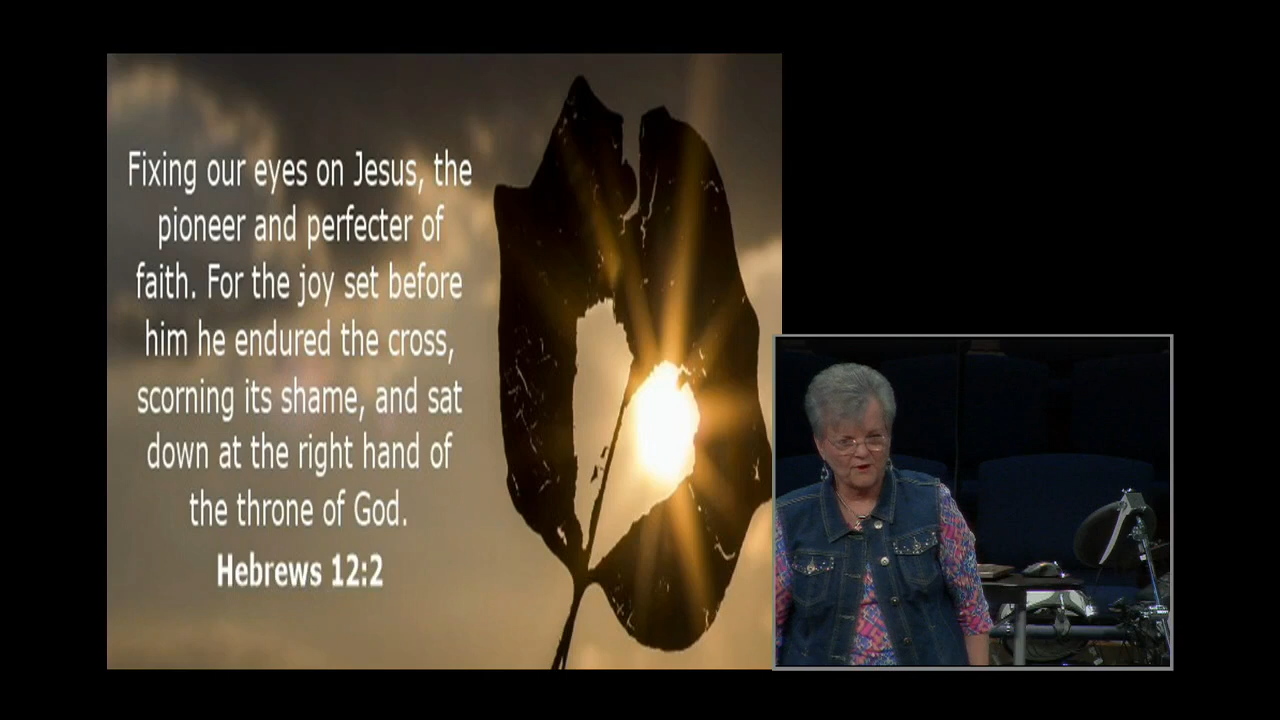 Fixing our eyes on Jesus, the
pioneer and perfecter of
faith. For the joy set before
him he endured the cross,
scorning its shame, and sat
down at the right hand of
the throne of God.
Hebrews 12:2